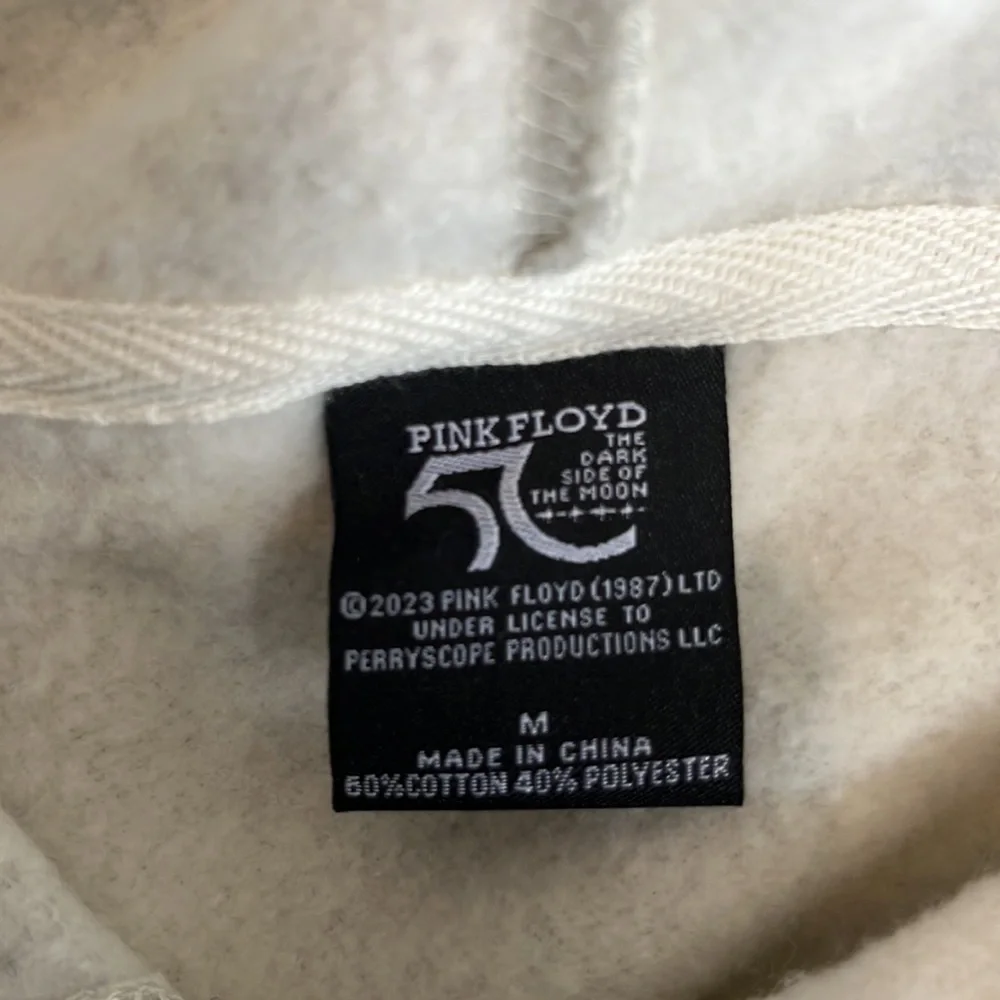 PINK FLOYD
50
THE
DARK
SIDE OF
THE MOON
©2023 PINK FLOYD (1987) LTD
UNDER LICENSE TO
PERRYSCOPE PRODUCTIONS LLC
M
MADE IN CHINA
60%COTTON 40% POLYESTER